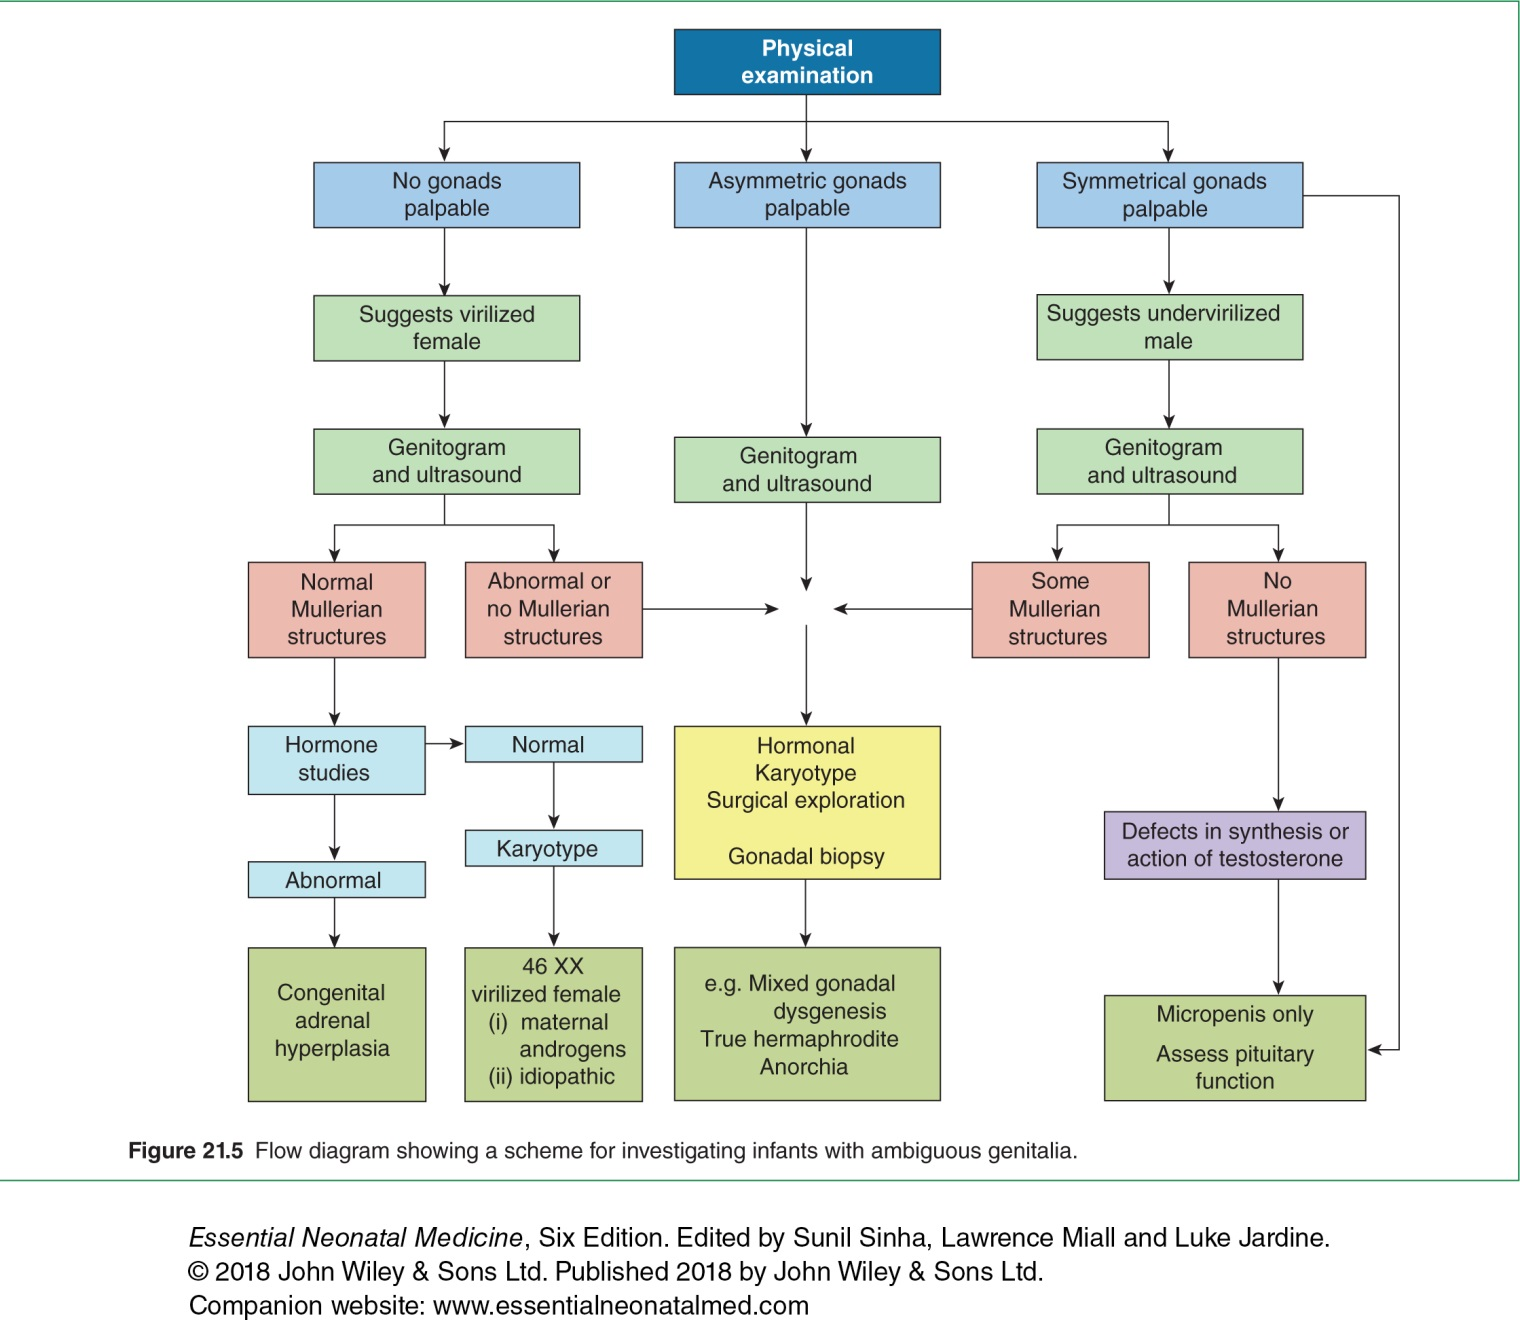 Physical
examination
No gonads
palpable
Asymmetric gonads
palpable
Symmetrical gonads
palpable
Suggests virilized
female
Suggests undervirilized
male
Genitogram
and ultrasound
Genitogram
and ultrasound
Genitogram
and ultrasound
Normal
Mullerian
structures
Abnormal or
no Mullerian
structures
Some
Mullerian
structures
No
Mullerian
structures
Hormone
studies
Normal
Karyotype
Abnormal
Hormonal
Karyotype
Surgical exploration
Gonadal biopsy
Defects in synthesis or
action of testosterone
Congenital
adrenal
hyperplasia
46 XX
virilized female
(i) maternal
androgens
(ii) idiopathic
e.g. Mixed gonadal
dysgenesis
True hermaphrodite
Anorchia
Micropenis only
Assess pituitary
function
Figure 21.5 Flow diagram showing a scheme for investigating infants with ambiguous genitalia.
Essential Neonatal Medicine, Six Edition. Edited by Sunil Sinha, Lawrence Miall and Luke Jardine.
© 2018 John Wiley & Sons Ltd. Published 2018 by John Wiley & Sons Ltd.
Companion website: www.essentialneonatalmed.com